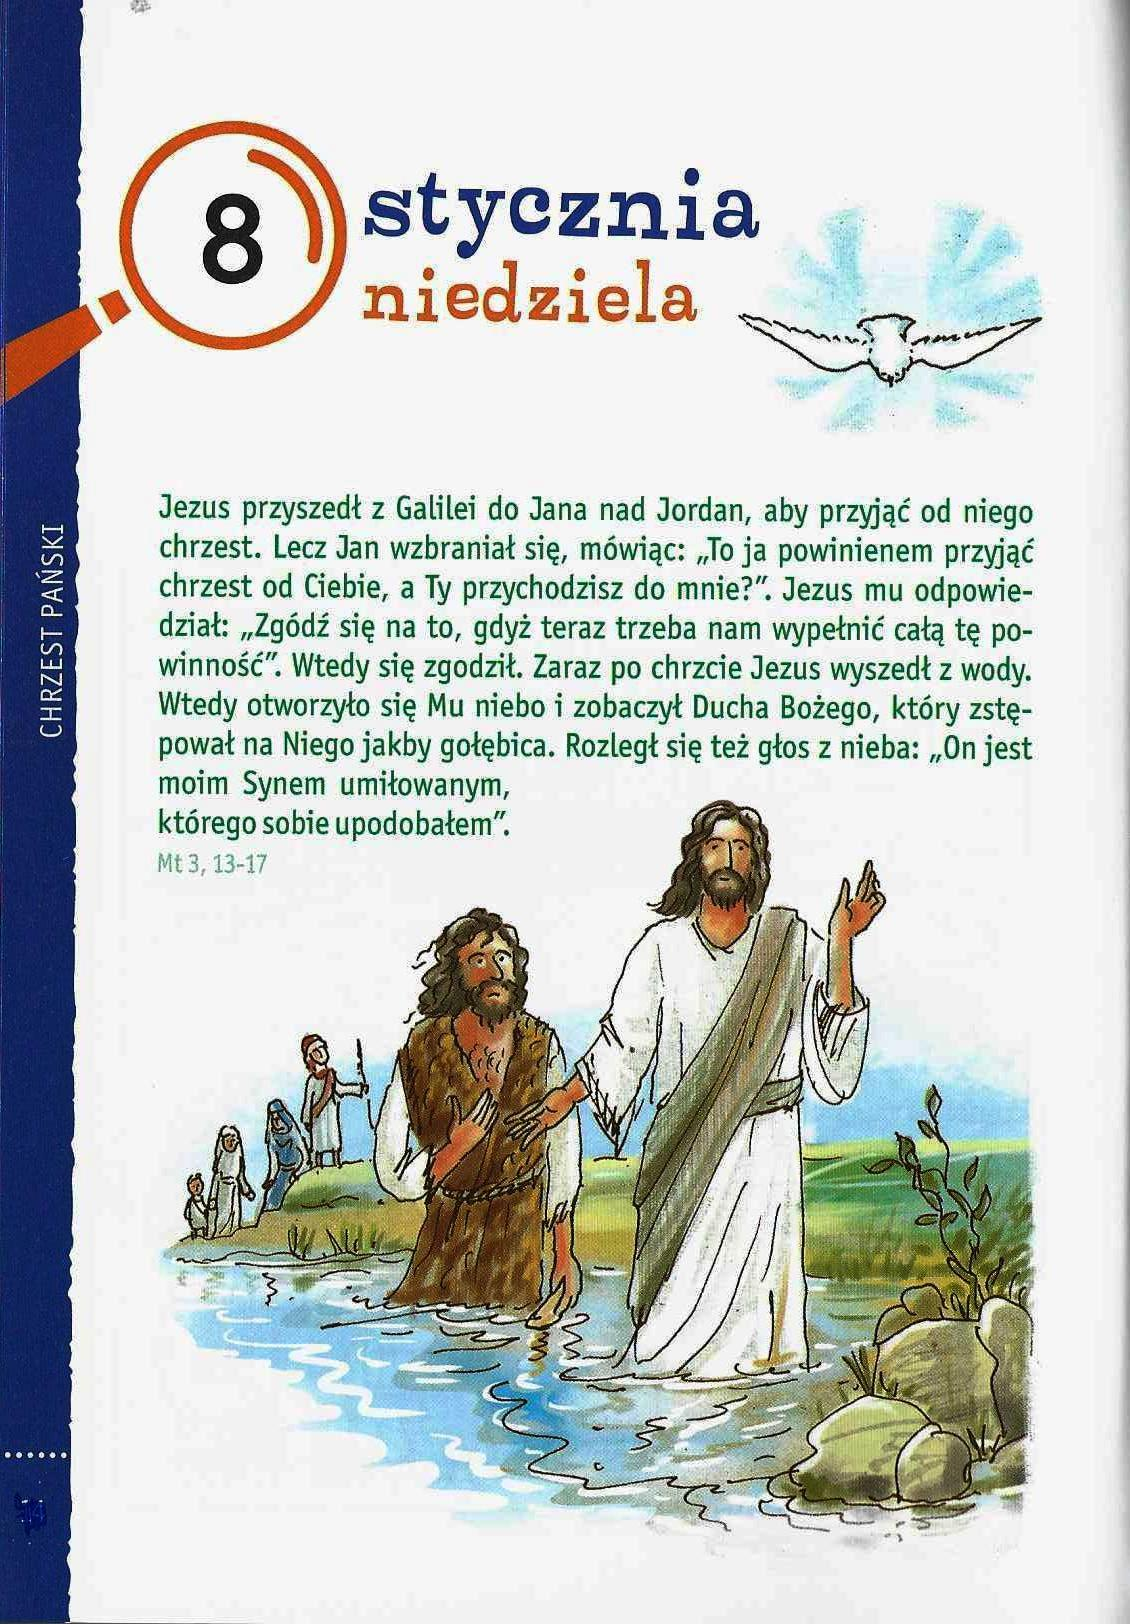 8
stycznia
niedziela
Jezus przyszedł z Galilei do Jana nad Jordan, aby przyjąć od niego
chrzest. Lecz Jan wzbraniał się, mówiąc: „To ja powinienem przyjąć
chrzest od Ciebie, a Ty przychodzisz do mnie?”. Jezus mu odpowie-
dział: „Zgódź się na to, gdyż teraz trzeba nam wypełnić całą tę po-
winność”. Wtedy się zgodził. Zaraz po chrzcie Jezus wyszedł z wody.
Wtedy otworzyło się Mu niebo i zobaczył Ducha Bożego, który zstę-
pował na Niego jakby gołębica. Rozległ się też głos z nieba: „On jest
moim Synem umiłowanym,
którego sobie upodobałem”.
Mt 3, 13-17
CHRZEST PAŃSKI